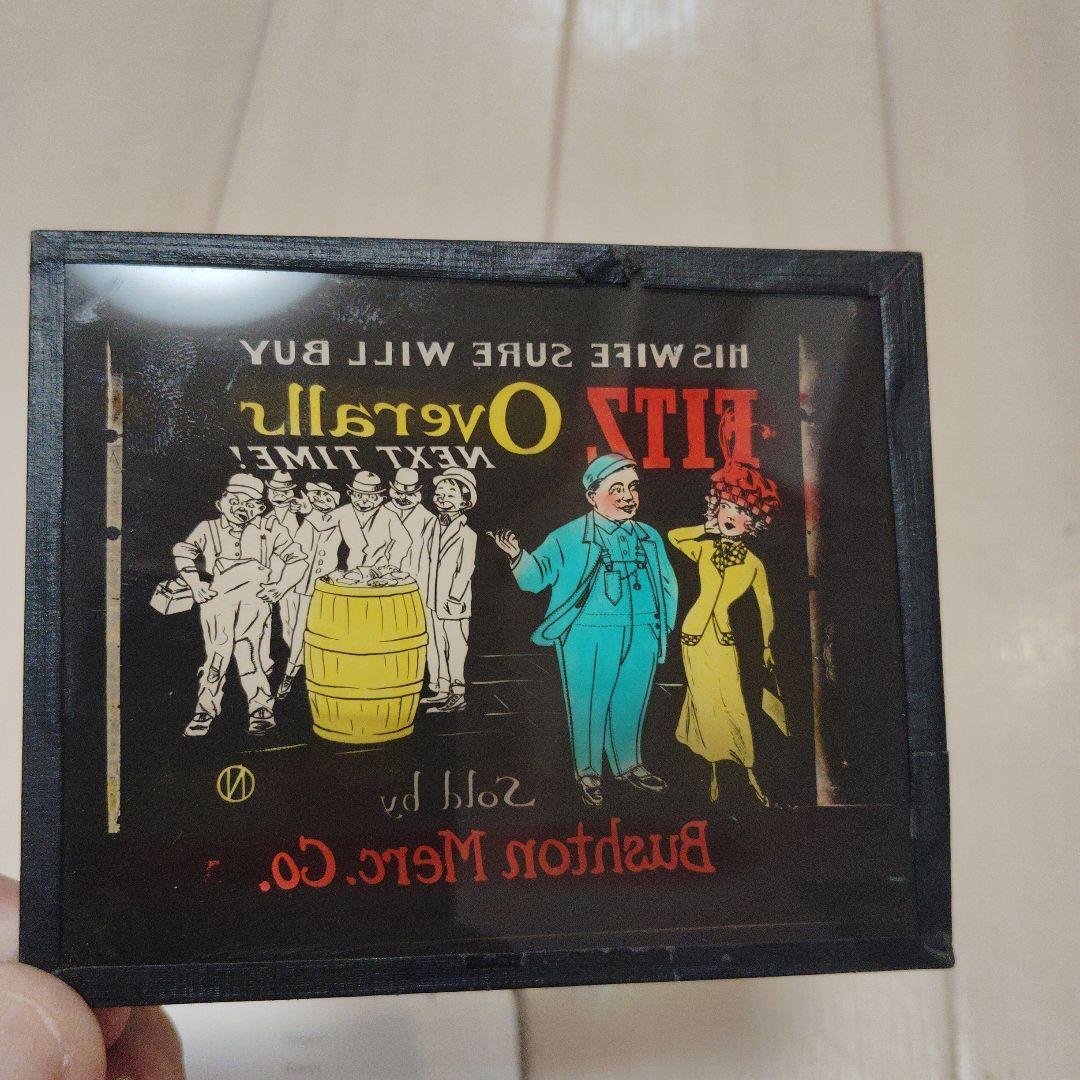 HIS WIFE SURE WILL BUY
FITZ Overalls
NEXT TIME!
N
Sold by
Bushton Merc. Co.